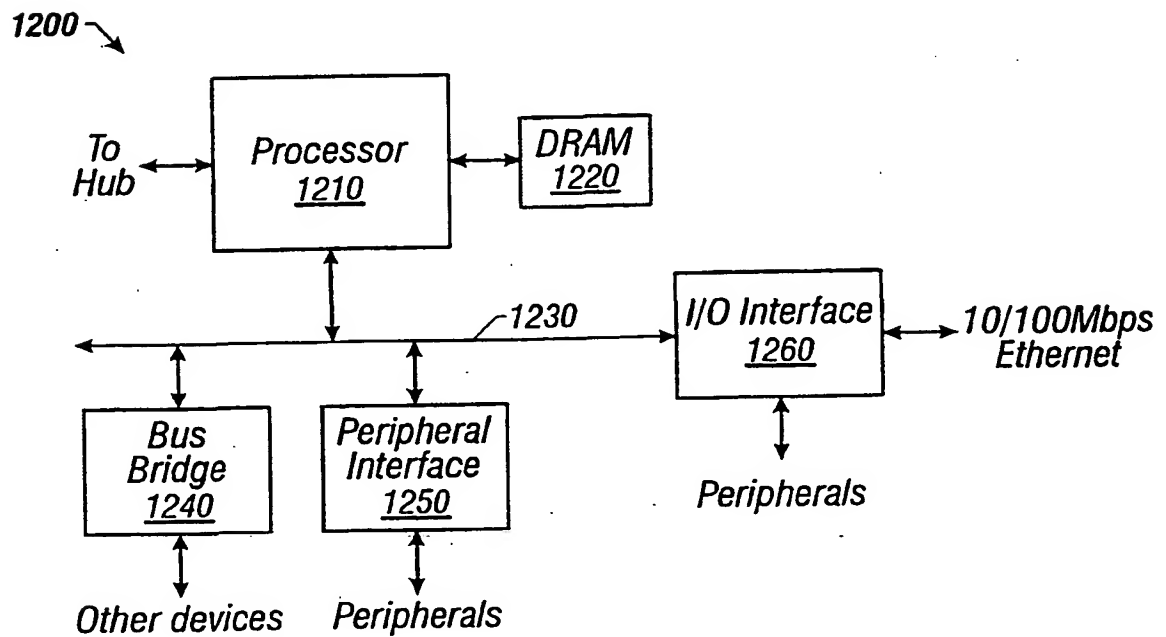 1200
To
Hub
Processor
1210
DRAM
1220
1230
I/O Interface
1260
10/100Mbps
Ethernet
Bus
Bridge
1240
Peripheral
Interface
1250
Peripherals
Other devices
Peripherals